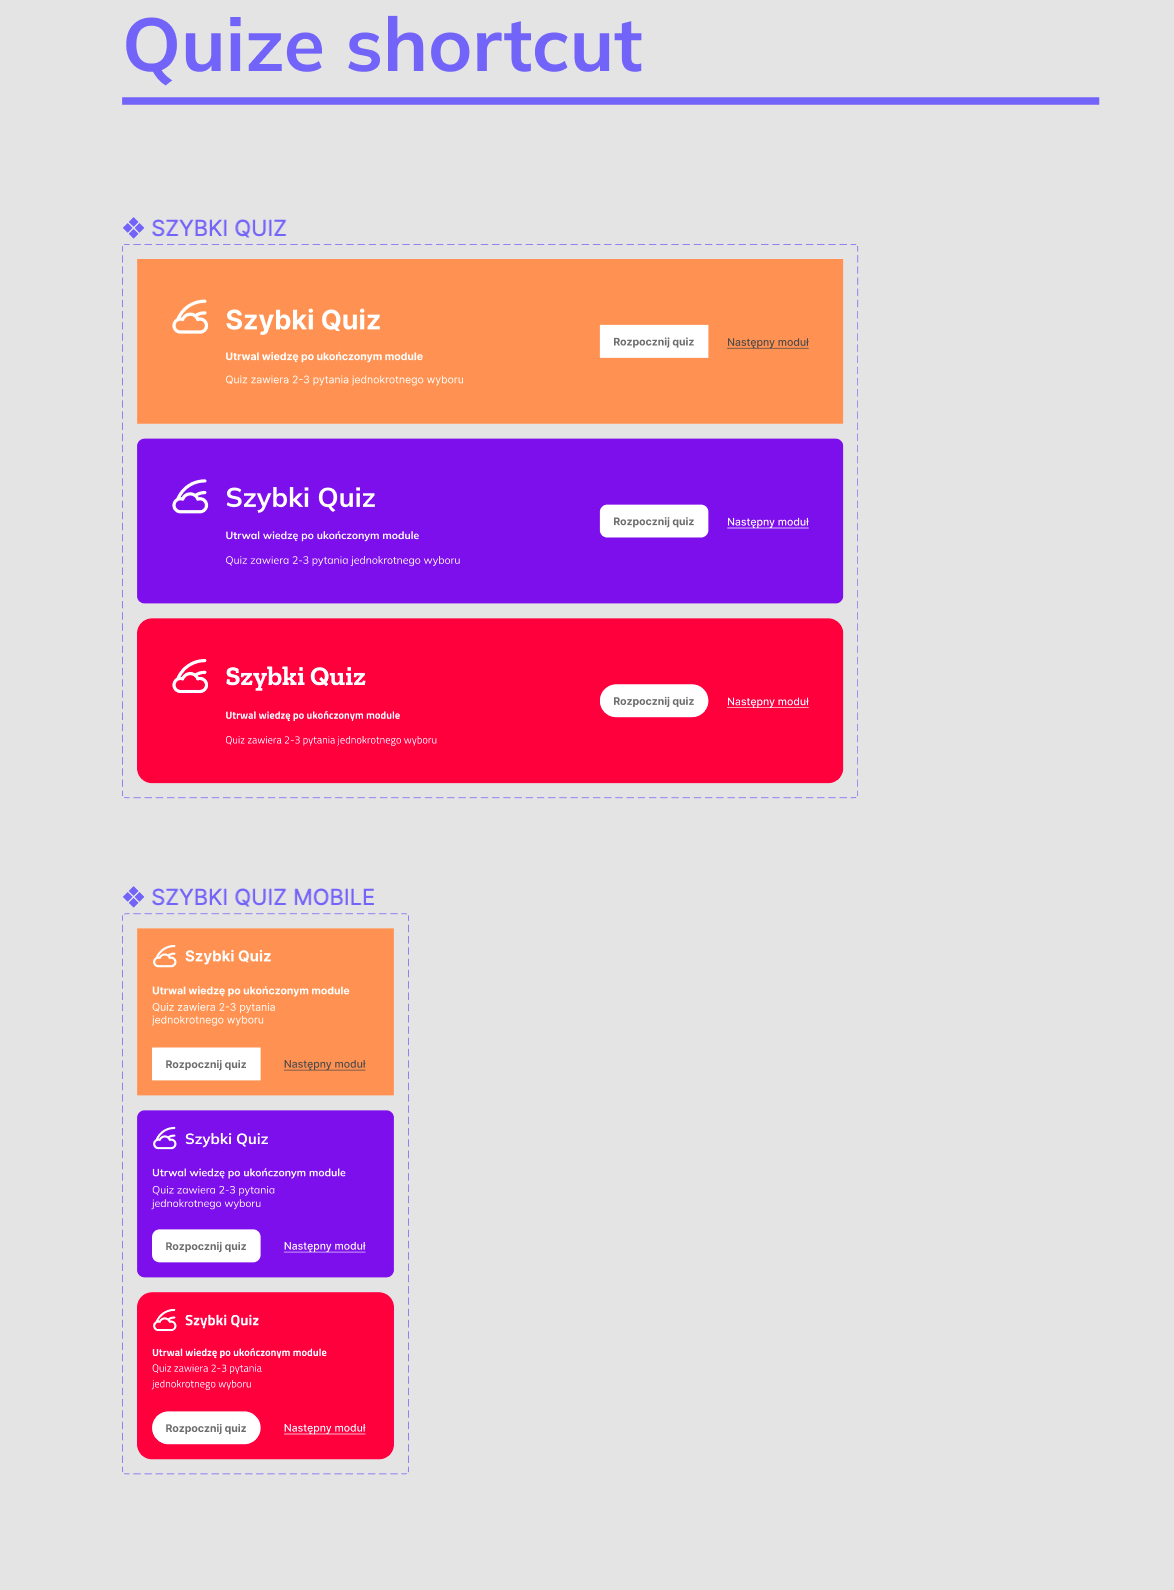 Quize shortcut
SZYBKI QUIZ
Szybki Quiz
Utrwal wiedzę po ukończonym module
Quiz zawiera 2-3 pytania jednokrotnego wyboru
Rozpocznij quiz
Następny moduł
Szybki Quiz
Utrwal wiedzę po ukończonym module
Quiz zawiera 2-3 pytania jednokrotnego wyboru
Rozpocznij quiz
Następny moduł
Szybki Quiz
Utrwal wiedzę po ukończonym module
Quiz zawiera 2-3 pytania jednokrotnego wyboru
Rozpocznij quiz
Następny moduł
SZYBKI QUIZ MOBILE
Szybki Quiz
Utrwal wiedzę po ukończonym module
Quiz zawiera 2-3 pytania
jednokrotnego wyboru
Rozpocznij quiz
Następny moduł
Szybki Quiz
Utrwal wiedzę po ukończonym module
Quiz zawiera 2-3 pytania
jednokrotnego wyboru
Rozpocznij quiz
Następny moduł
Szybki Quiz
Utrwal wiedzę po ukończonym module
Quiz zawiera 2-3 pytania
jednokrotnego wyboru
Rozpocznij quiz
Następny moduł